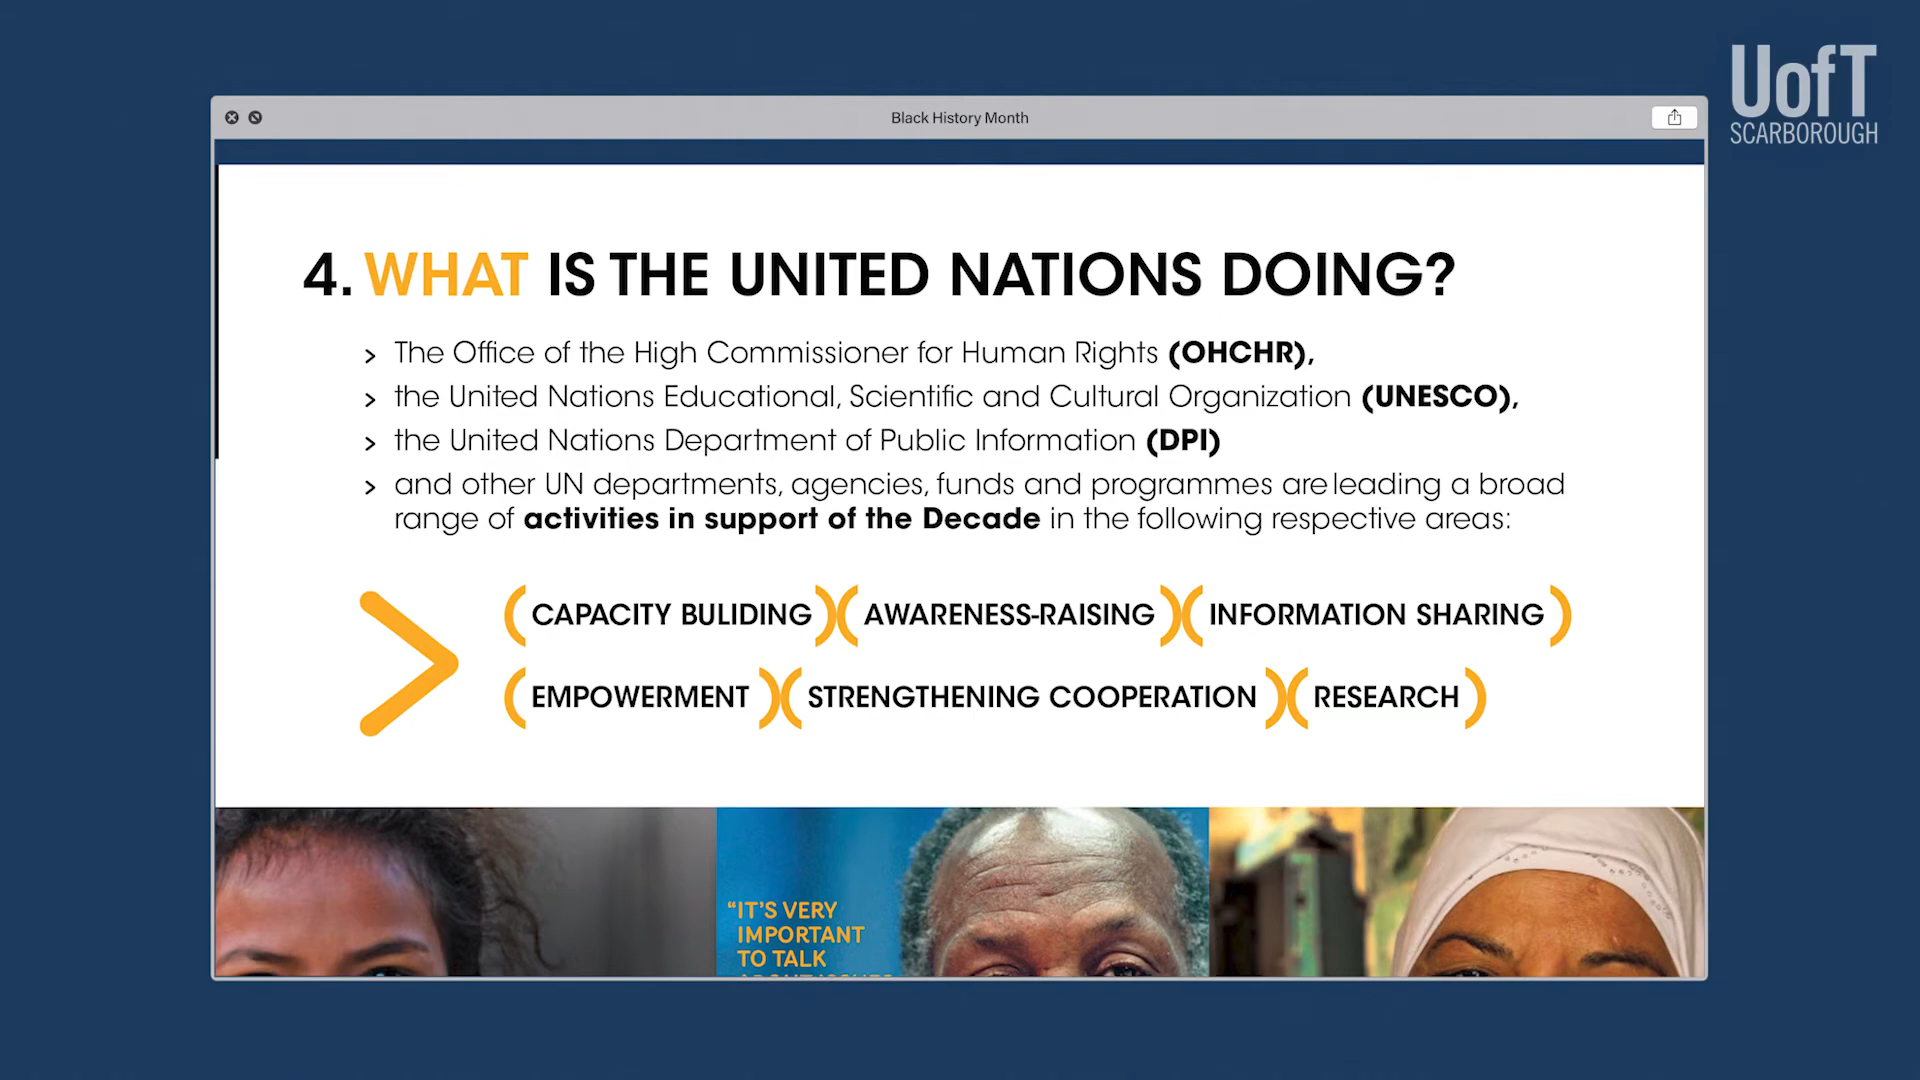 UofT
SCARBOROUGH
Black History Month
4. WHAT IS THE UNITED NATIONS DOING?
> The Office of the High Commissioner for Human Rights (OHCHR),
> the United Nations Educational, Scientific and Cultural Organization (UNESCO),
> the United Nations Department of Public Information (DPI)
> and other UN departments, agencies, funds and programmes are leading a broad
range of activities in support of the Decade in the following respective areas:
(CAPACITY BULIDING) (AWARENESS-RAISING) (INFORMATION SHARING)
(EMPOWERMENT) (STRENGTHENING COOPERATION) (RESEARCH)
“IT’S VERY
IMPORTANT
TO TALK